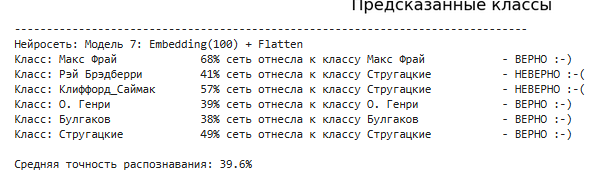 Предсказанные классы
--------------------------------------------------------------------------------
Нейросеть: Модель 7: Embedding(100) + Flatten
Класс: Макс Фрай 68% сеть отнесла к классу Макс Фрай - ВЕРНО :-)
Класс: Рэй Брэдберри 41% сеть отнесла к классу Стругацкие - НЕВЕРНО :-(
Класс: Клиффорд_Саймак 57% сеть отнесла к классу Стругацкие - НЕВЕРНО :-(
Класс: О. Генри 39% сеть отнесла к классу О. Генри - ВЕРНО :-)
Класс: Булгаков 38% сеть отнесла к классу Булгаков - ВЕРНО :-)
Класс: Стругацкие 49% сеть отнесла к классу Стругацкие - ВЕРНО :-)
Средняя точность распознавания: 39.6%